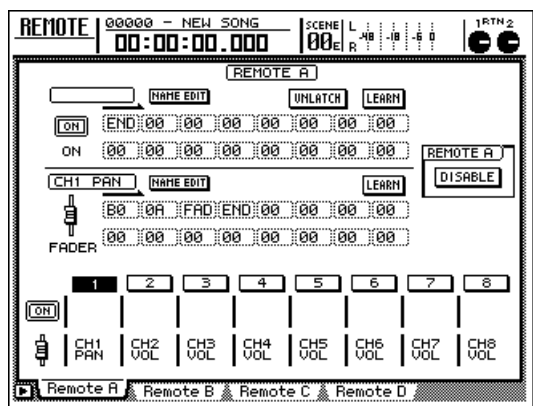 REMOTE 00000 - NEW SONG SCENE L -48 -18 -6 0 1 RTN 2
00:00:00.000 00E R C C
REMOTE A
NAME EDIT UNLATCH LEARN
ON END 00 00 00 00 00 00 00
ON 00 00 00 00 00 00 00 00
REMOTE A
DISABLE
CH1 PAN NAME EDIT LEARN
B0 0A FAD END 00 00 00 00
FADER 00 00 00 00 00 00 00 00
1 2 3 4 5 6 7 8
ON
CH1 PAN CH2 VOL CH3 VOL CH4 VOL CH5 VOL CH6 VOL CH7 VOL CH8 VOL
Remote A Remote B Remote C Remote D